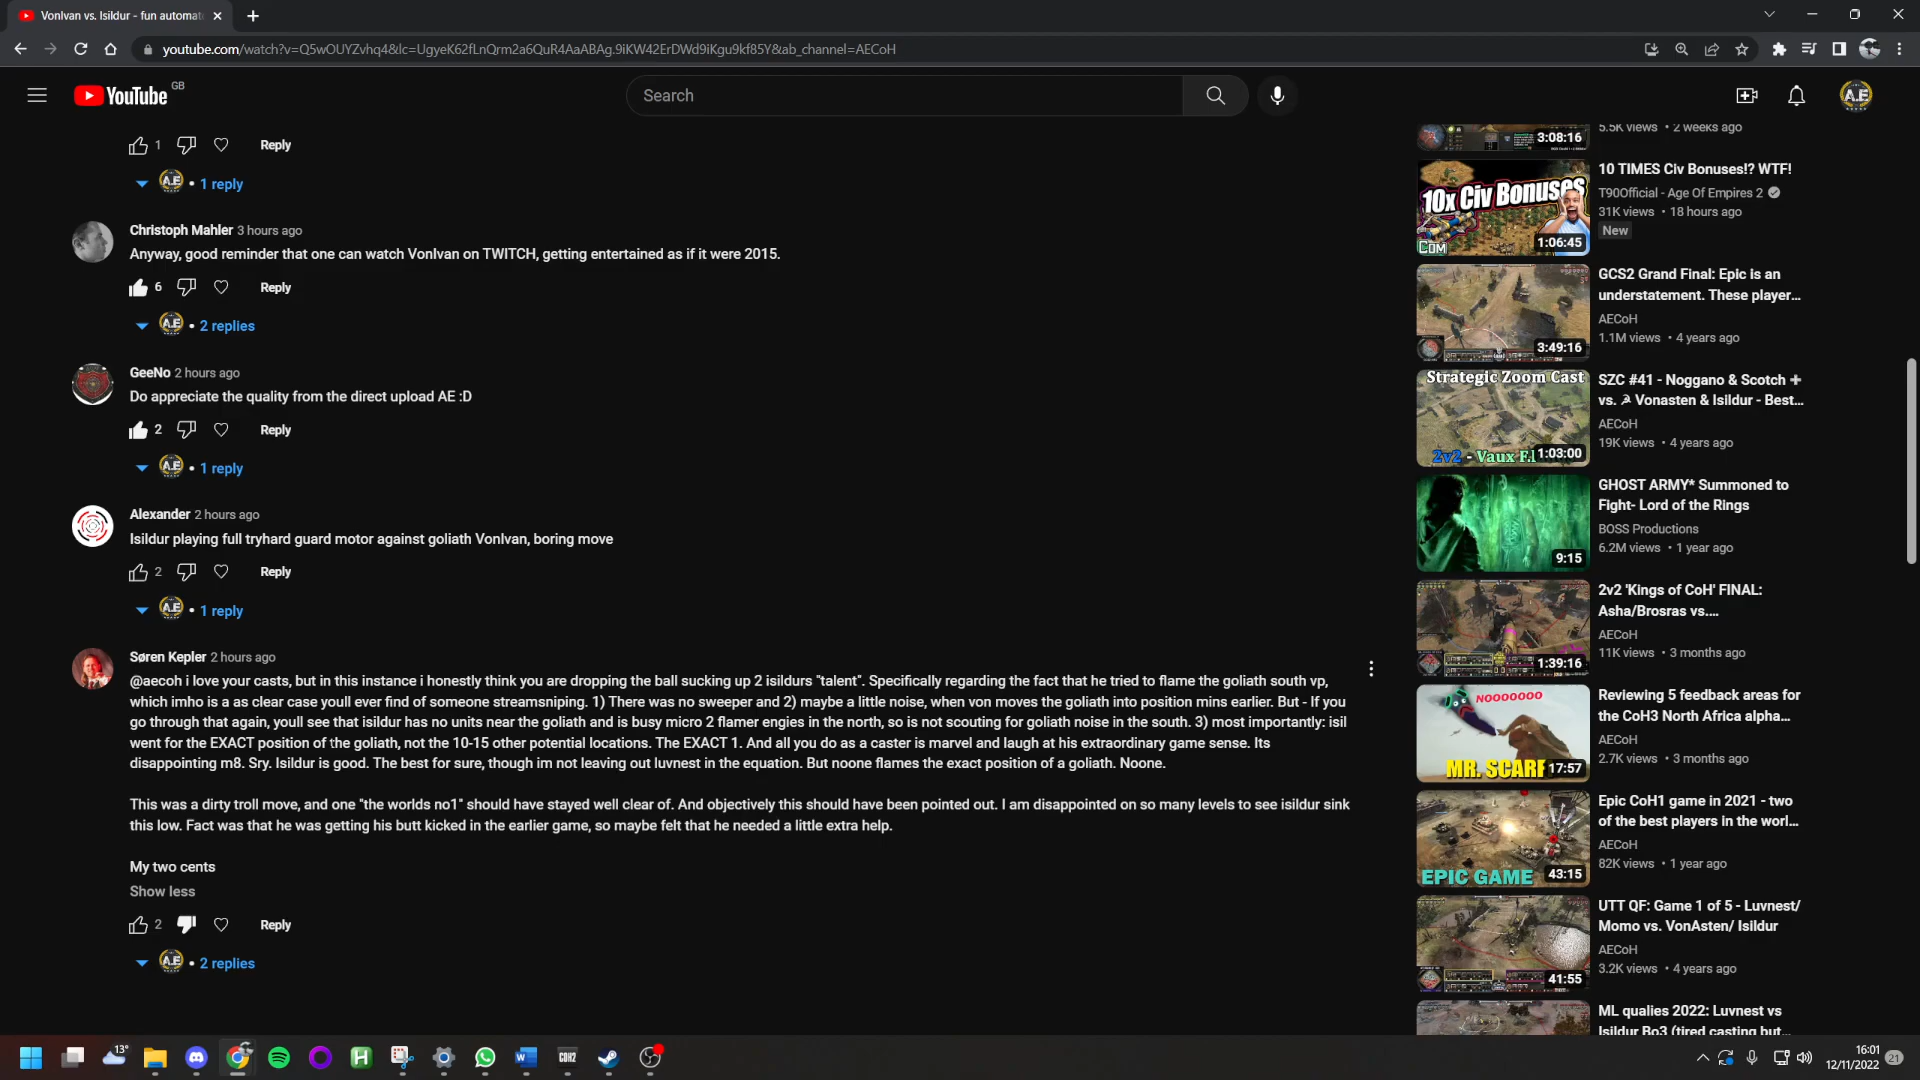 VonIvan vs. Isildur - fun automat
youtube.com/watch?v=Q5wOUYZvhq4&lc=UgyeK62fLnQrm2a6QuR4AaABAg.9iKW42ErDWd9iKgu9kf85Y&ab_channel=AECoH
YouTube GB
Search
A.E
1 Reply
1 reply
Christoph Mahler 3 hours ago
Anyway, good reminder that one can watch VonIvan on TWITCH, getting entertained as if it were 2015.
6 Reply
2 replies
GeeNo 2 hours ago
Do appreciate the quality from the direct upload AE :D
2 Reply
1 reply
Alexander 2 hours ago
Isildur playing full tryhard guard motor against goliath VonIvan, boring move
2 Reply
1 reply
Søren Kepler 2 hours ago
@aecoh i love your casts, but in this instance i honestly think you are dropping the ball sucking up 2 isildurs "talent". Specifically regarding the fact that he tried to flame the goliath south vp,
which imho is a as clear case youll ever find of someone streamsniping. 1) There was no sweeper and 2) maybe a little noise, when von moves the goliath into position mins earlier. But - If you
go through that again, youll see that isildur has no units near the goliath and is busy micro 2 flamer engies in the north, so is not scouting for goliath noise in the south. 3) most importantly: isil
went for the EXACT position of the goliath, not the 10-15 other potential locations. The EXACT 1. And all you do as a caster is marvel and laugh at his extraordinary game sense. Its
disappointing m8. Sry. Isildur is good. The best for sure, though im not leaving out luvnest in the equation. But noone flames the exact position of a goliath. Noone.
This was a dirty troll move, and one "the worlds no1" should have stayed well clear of. And objectively this should have been pointed out. I am disappointed on so many levels to see isildur sink
this low. Fact was that he was getting his butt kicked in the earlier game, so maybe felt that he needed a little extra help.
My two cents
Show less
2 Reply
2 replies
3:08:16
5.5K views • 2 weeks ago
10x Civ Bonuses
COM
1:06:45
10 TIMES Civ Bonuses!? WTF!
T90Official - Age Of Empires 2
31K views • 18 hours ago
New
3:49:16
GCS2 Grand Final: Epic is an
understatement. These player...
AECoH
1.1M views • 4 years ago
Strategic Zoom Cast
2v2 - Vaux F.
1:03:00
SZC #41 - Noggano & Scotch ✚
vs. ☭ Vonasten & Isildur - Best...
AECoH
19K views • 4 years ago
9:15
GHOST ARMY* Summoned to
Fight- Lord of the Rings
BOSS Productions
6.2M views • 1 year ago
1:39:16
2v2 'Kings of CoH' FINAL:
Asha/Brosras vs....
AECoH
11K views • 3 months ago
NOOOOOOO
MR. SCARF
17:57
Reviewing 5 feedback areas for
the CoH3 North Africa alpha...
AECoH
2.7K views • 3 months ago
EPIC GAME
43:15
Epic CoH1 game in 2021 - two
of the best players in the worl...
AECoH
82K views • 1 year ago
41:55
UTT QF: Game 1 of 5 - Luvnest/
Momo vs. VonAsten/ Isildur
AECoH
3.2K views • 4 years ago
ML qualies 2022: Luvnest vs
Isildur Bo3 (tired casting but...
13°
COH2
16:01
12/11/2022
21